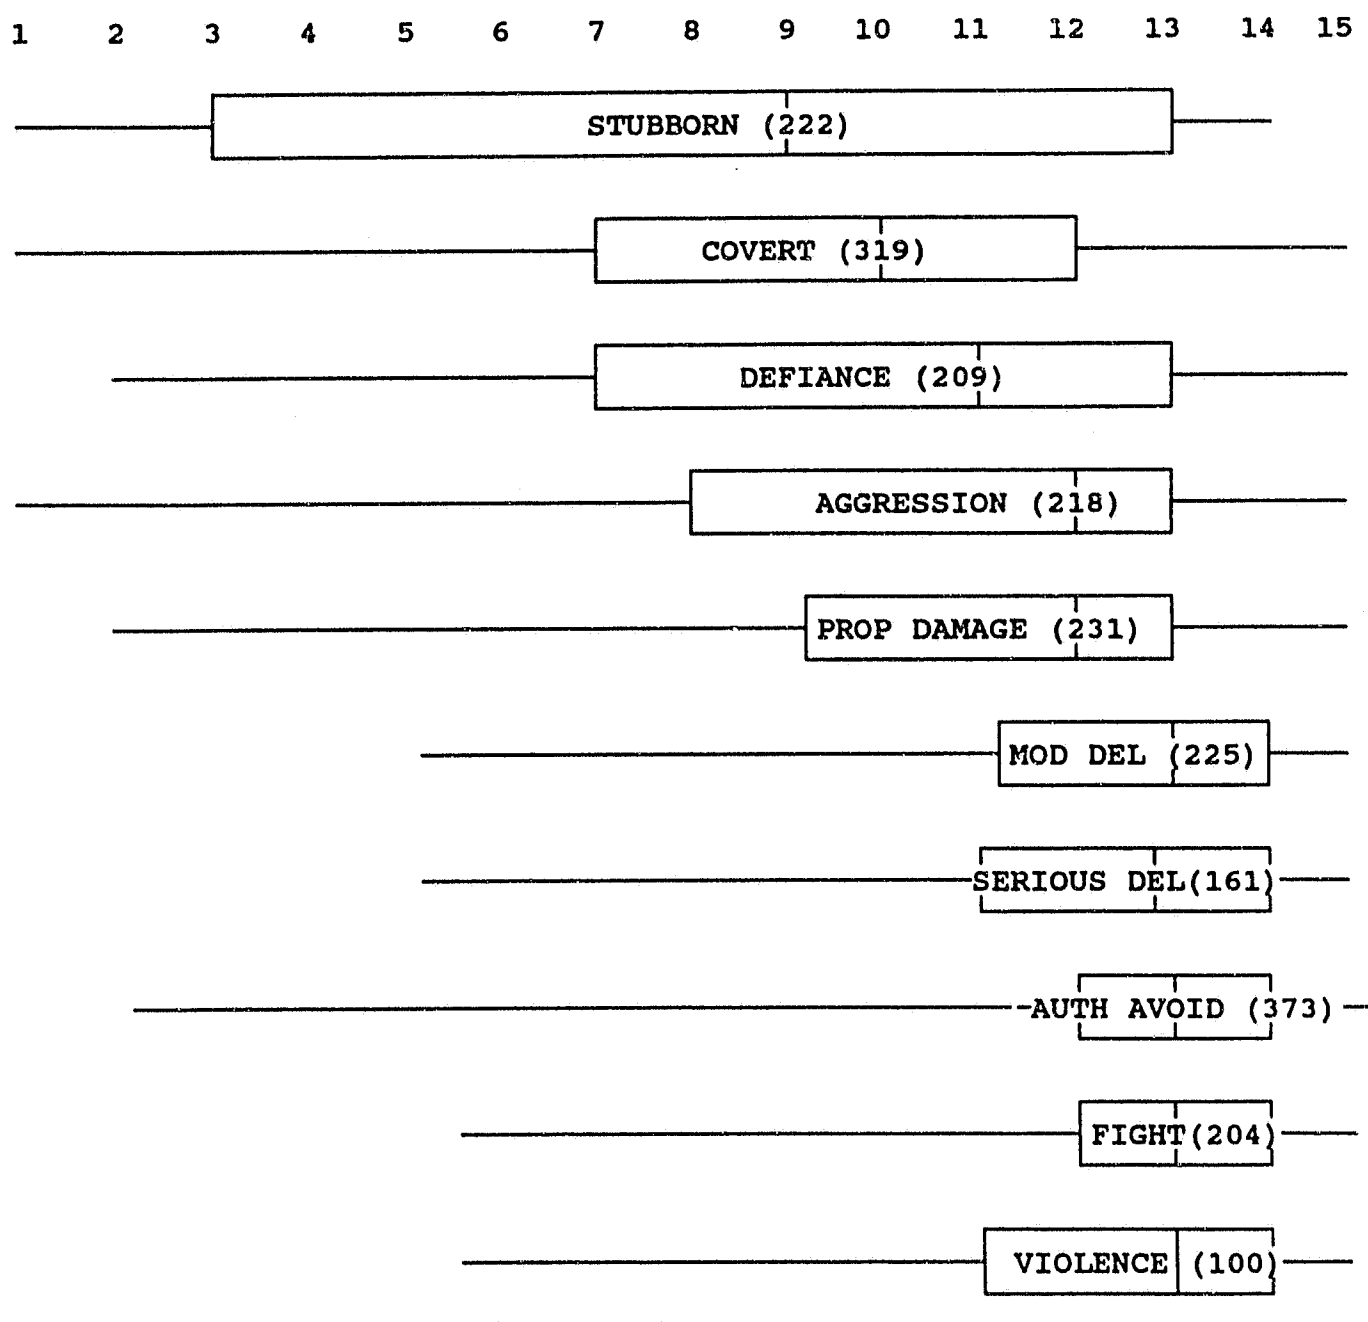 1 2 3 4 5 6 7 8 9 10 11 12 13 14 15
STUBBORN (222)
COVERT (319)
DEFIANCE (209)
AGGRESSION (218)
PROP DAMAGE (231)
MOD DEL (225)
SERIOUS DEL(161)
AUTH AVOID (373)
FIGHT(204)
VIOLENCE (100)